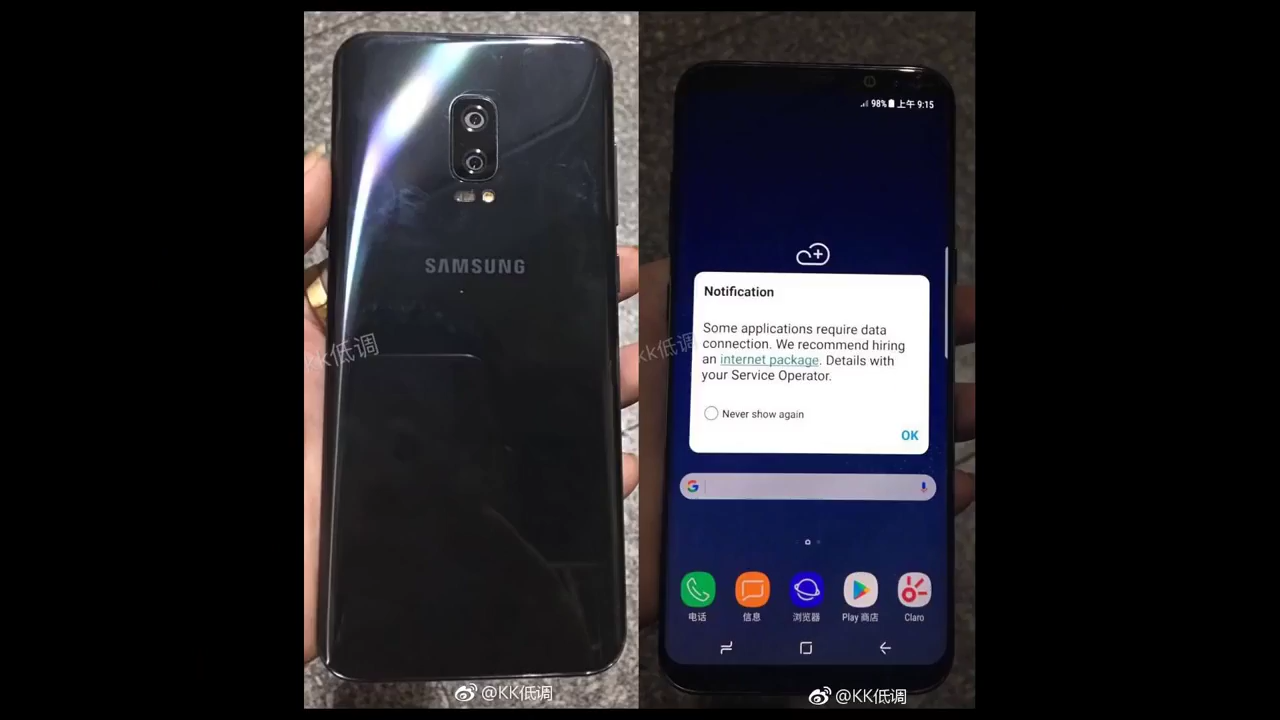 SAMSUNG
KK低调
@KK低调
98% 上午 9:15
Notification
Some applications require data
connection. We recommend hiring
an internet package. Details with
your Service Operator.
Never show again
OK
kk低调
G
电话
信息
浏览器
Play 商店
Claro
@KK低调